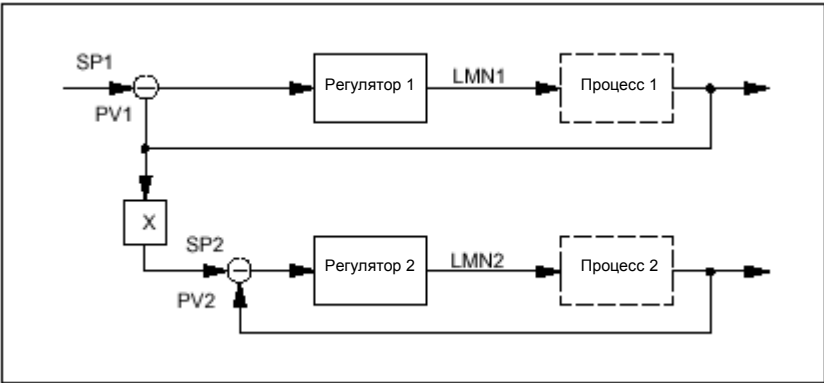 SP1
Регулятор 1
LMN1
Процесс 1
PV1
X
SP2
Регулятор 2
LMN2
Процесс 2
PV2